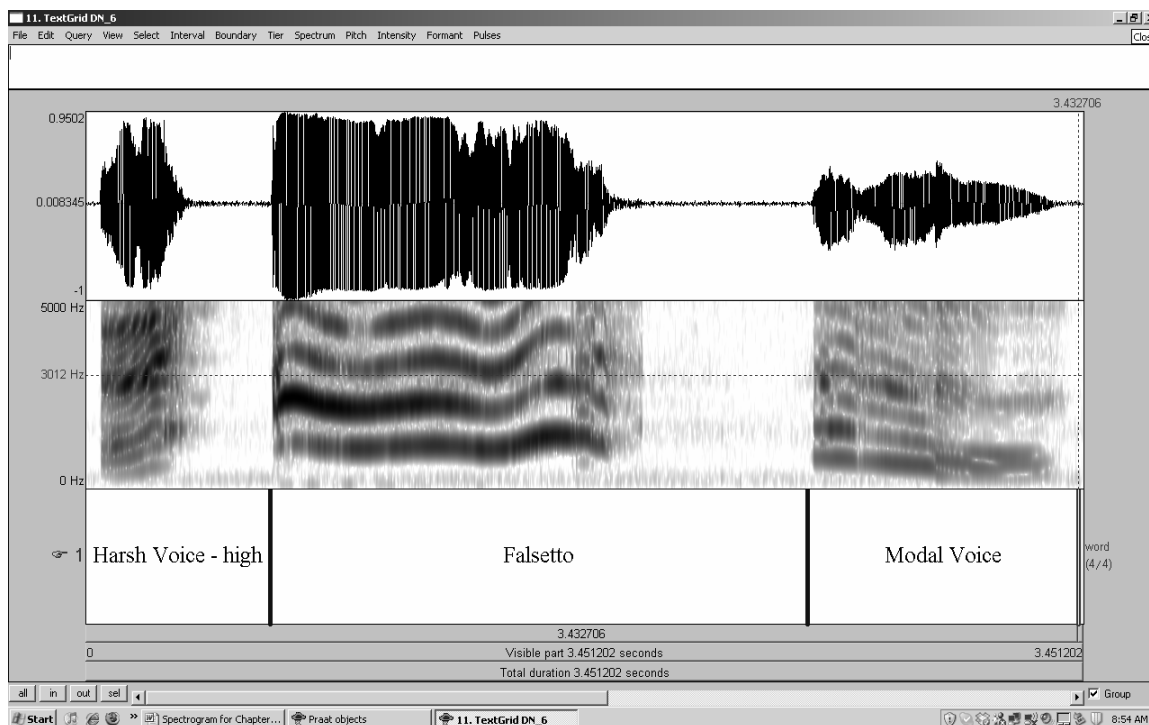 11. TextGrid DN_6
File Edit Query View Select Interval Boundary Tier Spectrum Pitch Intensity Formant Pulses
Clos
3.432706
0.9502
0.008345
-1
5000 Hz
3012 Hz
0 Hz
1 Harsh Voice - high Falsetto Modal Voice
word
(4/4)
3.432706
0 Visible part 3.451202 seconds 3.451202
Total duration 3.451202 seconds
all in out sel Group
Start » Spectrogram for Chapter... Praat objects 11. TextGrid DN_6 8:54 AM